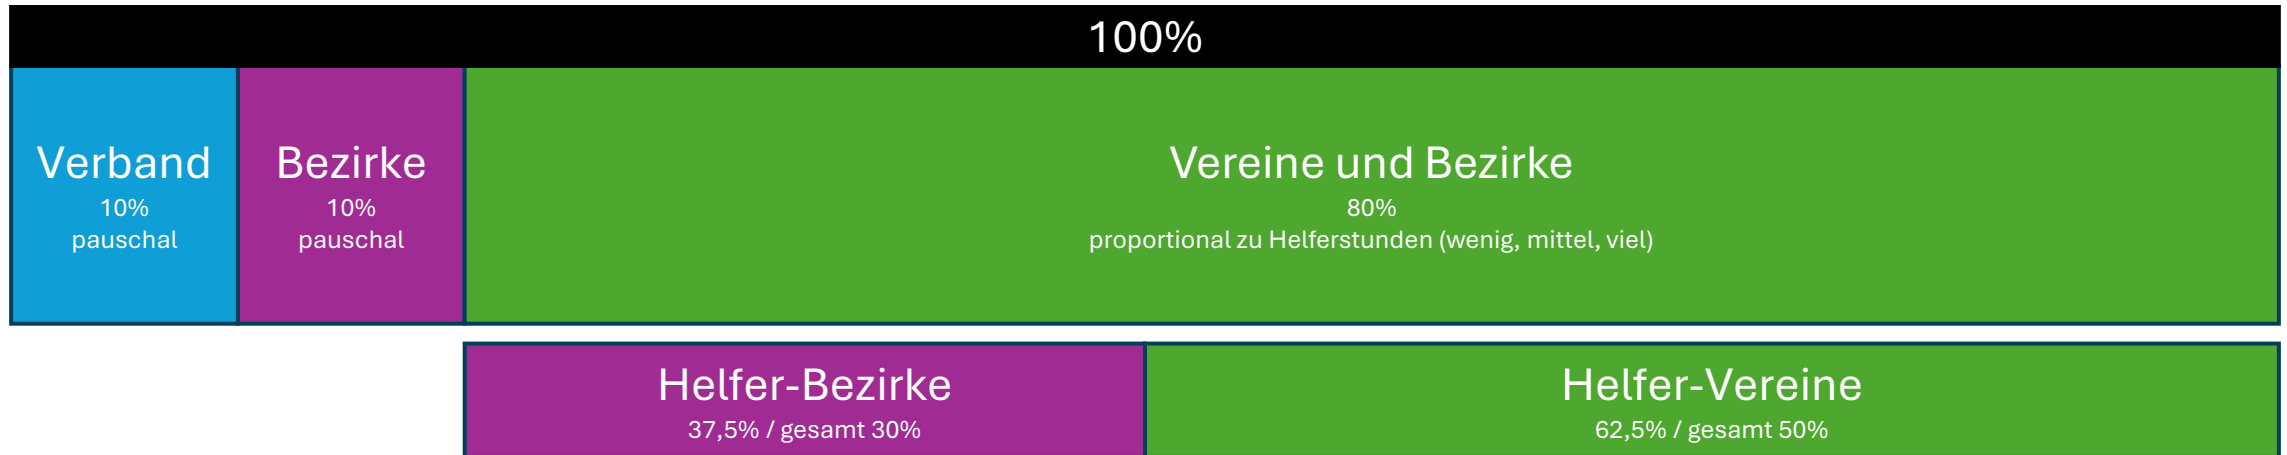 100%
Verband
10%
pauschal
Bezirke
10%
pauschal
Vereine und Bezirke
80%
proportional zu Helferstunden (wenig, mittel, viel)
Helfer-Bezirke
37,5% / gesamt 30%
Helfer-Vereine
62,5% / gesamt 50%